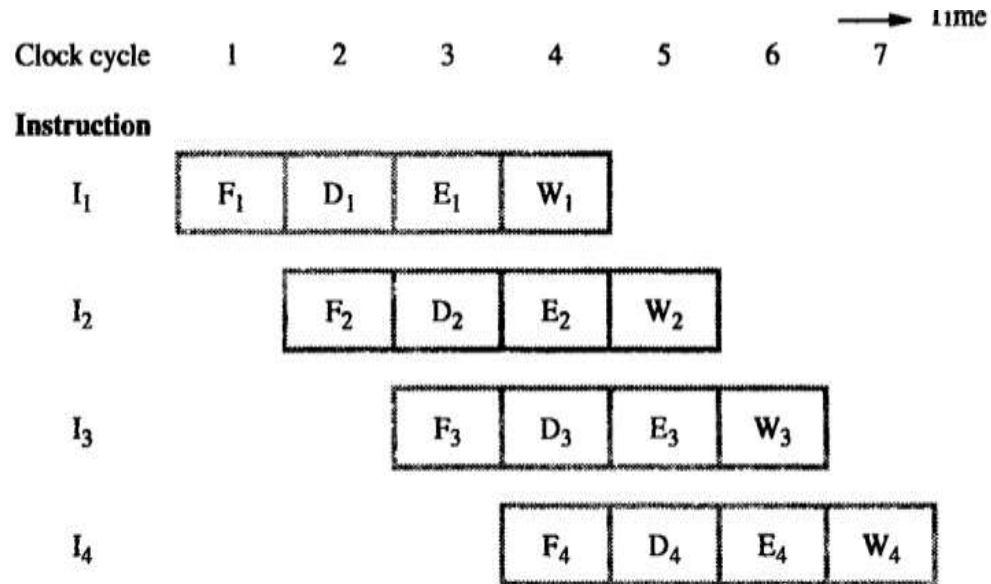 Time
Clock cycle 1 2 3 4 5 6 7
Instruction
I₁ F₁ D₁ E₁ W₁
I₂ F₂ D₂ E₂ W₂
I₃ F₃ D₃ E₃ W₃
I₄ F₄ D₄ E₄ W₄